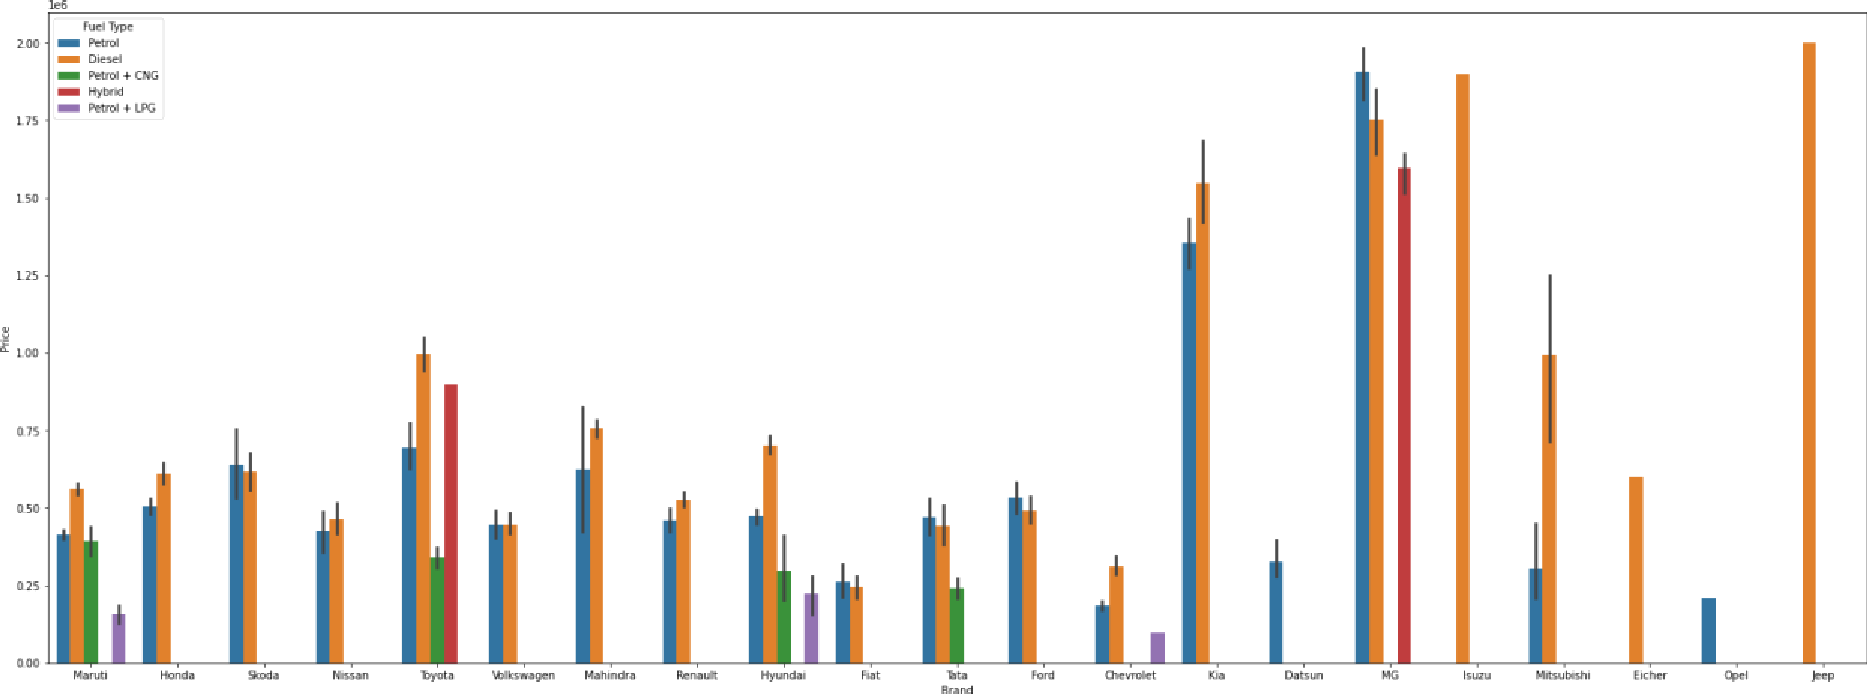 1e6
Fuel Type
Petrol
Diesel
Petrol + CNG
Hybrid
Petrol + LPG
2.00
1.75
1.50
1.25
1.00
0.75
0.50
0.25
0.00
Price
Maruti Honda Skoda Nissan Toyota Volkswagen Mahindra Renault Hyundai Fiat Tata Ford Chevrolet Kia Datsun MG Isuzu Mitsubishi Eicher Opel Jeep
Brand